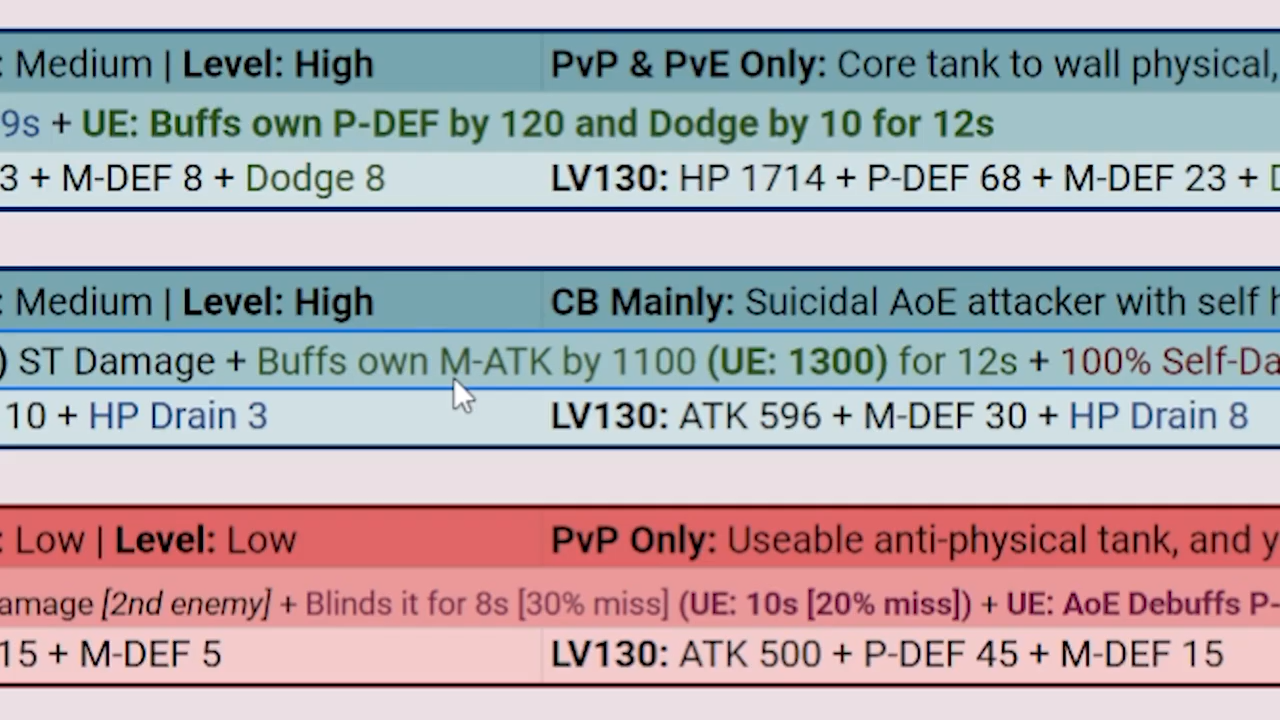 : Medium | Level: High PvP & PvE Only: Core tank to wall physical,
9s + UE: Buffs own P-DEF by 120 and Dodge by 10 for 12s
3 + M-DEF 8 + Dodge 8 LV130: HP 1714 + P-DEF 68 + M-DEF 23 +
: Medium | Level: High CB Mainly: Suicidal AoE attacker with self
) ST Damage + Buffs own M-ATK by 1100 (UE: 1300) for 12s + 100% Self-Da
10 + HP Drain 3 LV130: ATK 596 + M-DEF 30 + HP Drain 8
: Low | Level: Low PvP Only: Useable anti-physical tank, and y
amage [2nd enemy] + Blinds it for 8s [30% miss] (UE: 10s [20% miss]) + UE: AoE Debuffs P-
15 + M-DEF 5 LV130: ATK 500 + P-DEF 45 + M-DEF 15